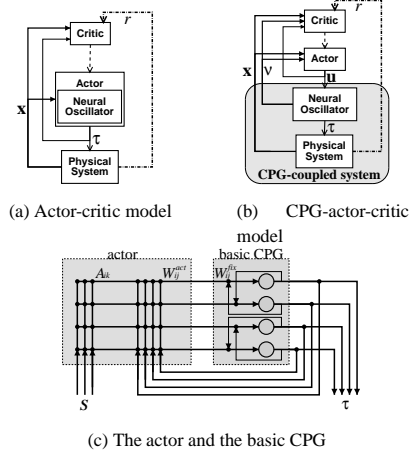 r
Critic
Actor
Neural
Oscillator
x
τ
Physical
System
(a) Actor-critic model
r
Critic
Actor
x
ν
u
Neural
Oscillator
τ
Physical
System
CPG-coupled system
(b) CPG-actor-critic
model
actor
basic CPG
A_ik
W_ij^act
W_ij^fix
S
τ
(c) The actor and the basic CPG